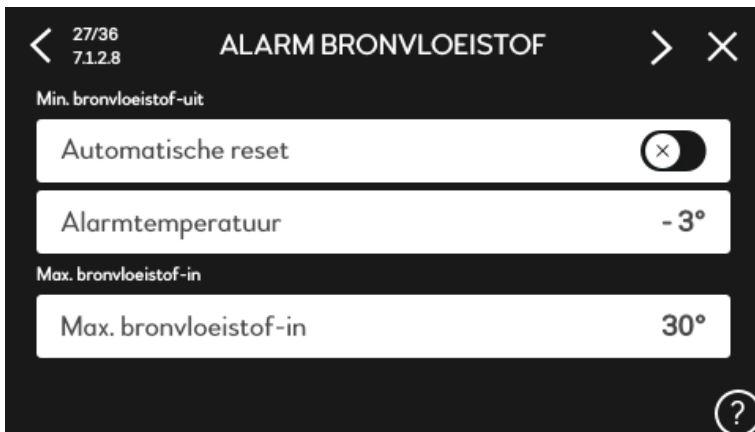 27/36
7.1.2.8
ALARM BRONVLOEISTOF
Min. bronvloeistof-uit
Automatische reset
Alarmtemperatuur - 3°
Max. bronvloeistof-in
Max. bronvloeistof-in 30°
?